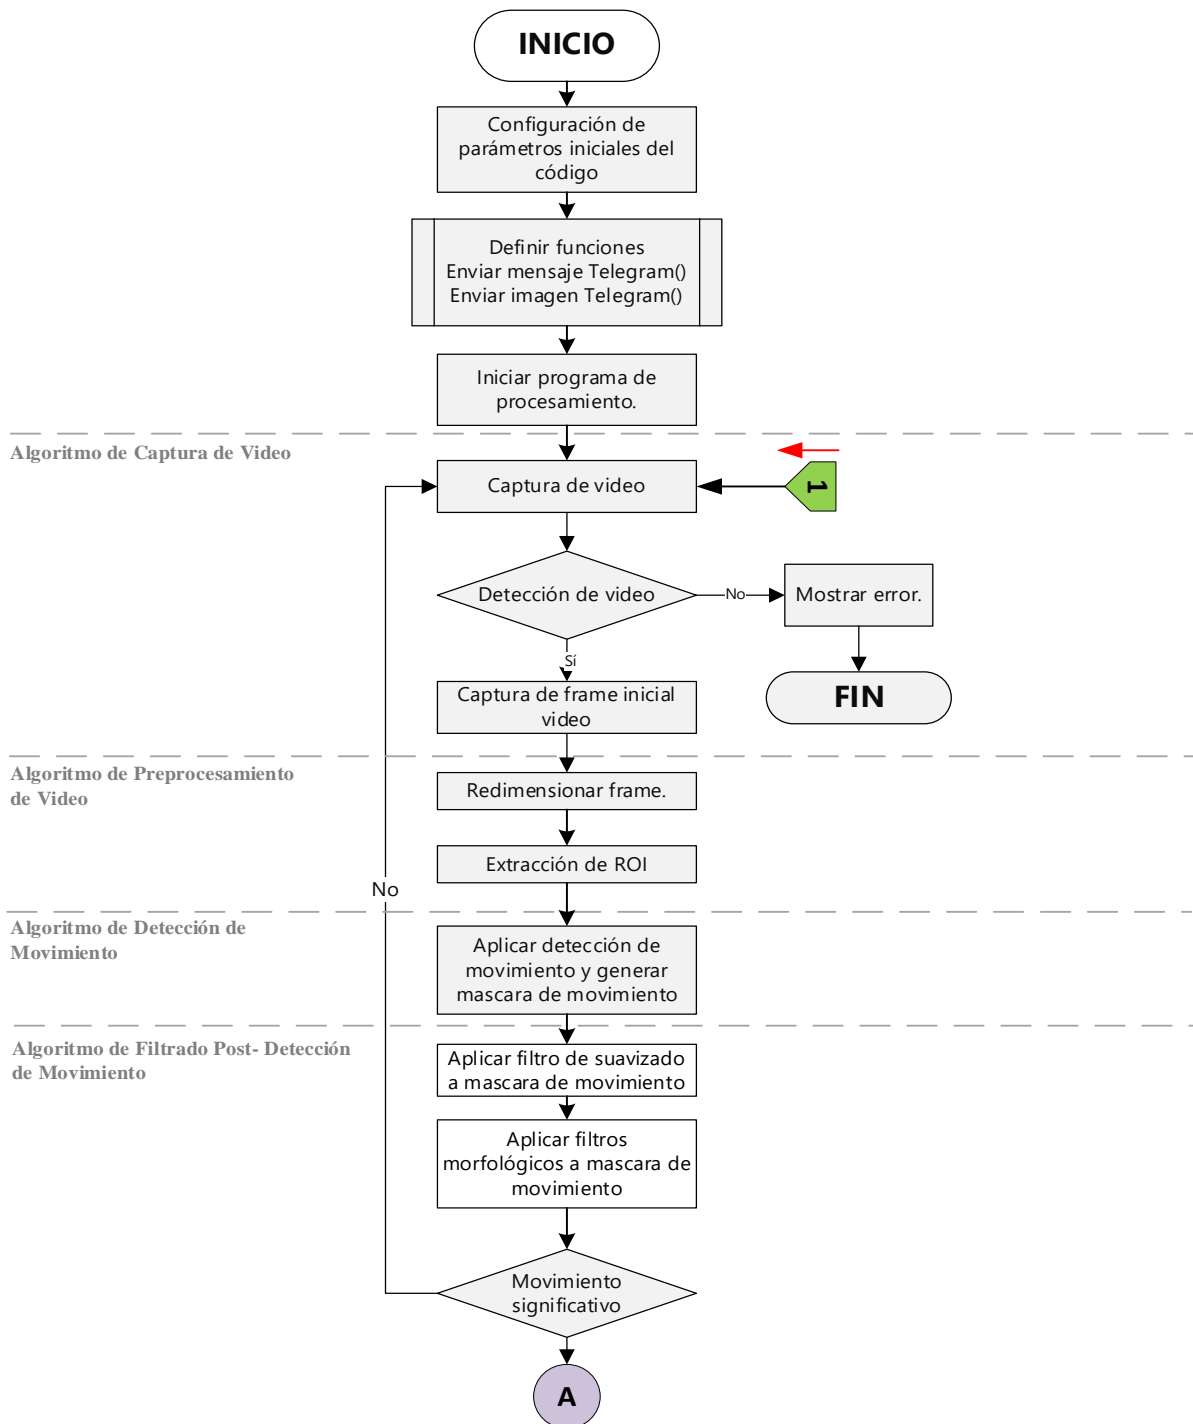 INICIO
Configuración de
parámetros iniciales del
código
Definir funciones
Enviar mensaje Telegram()
Enviar imagen Telegram()
Iniciar programa de
procesamiento.
Algoritmo de Captura de Video
Captura de video
1
Detección de video
No
Mostrar error.
Sí
FIN
Captura de frame inicial
video
Algoritmo de Preprocesamiento
de Video
Redimensionar frame.
Extracción de ROI
No
Algoritmo de Detección de
Movimiento
Aplicar detección de
movimiento y generar
mascara de movimiento
Algoritmo de Filtrado Post- Detección
de Movimiento
Aplicar filtro de suavizado
a mascara de movimiento
Aplicar filtros
morfológicos a mascara de
movimiento
Movimiento
significativo
A